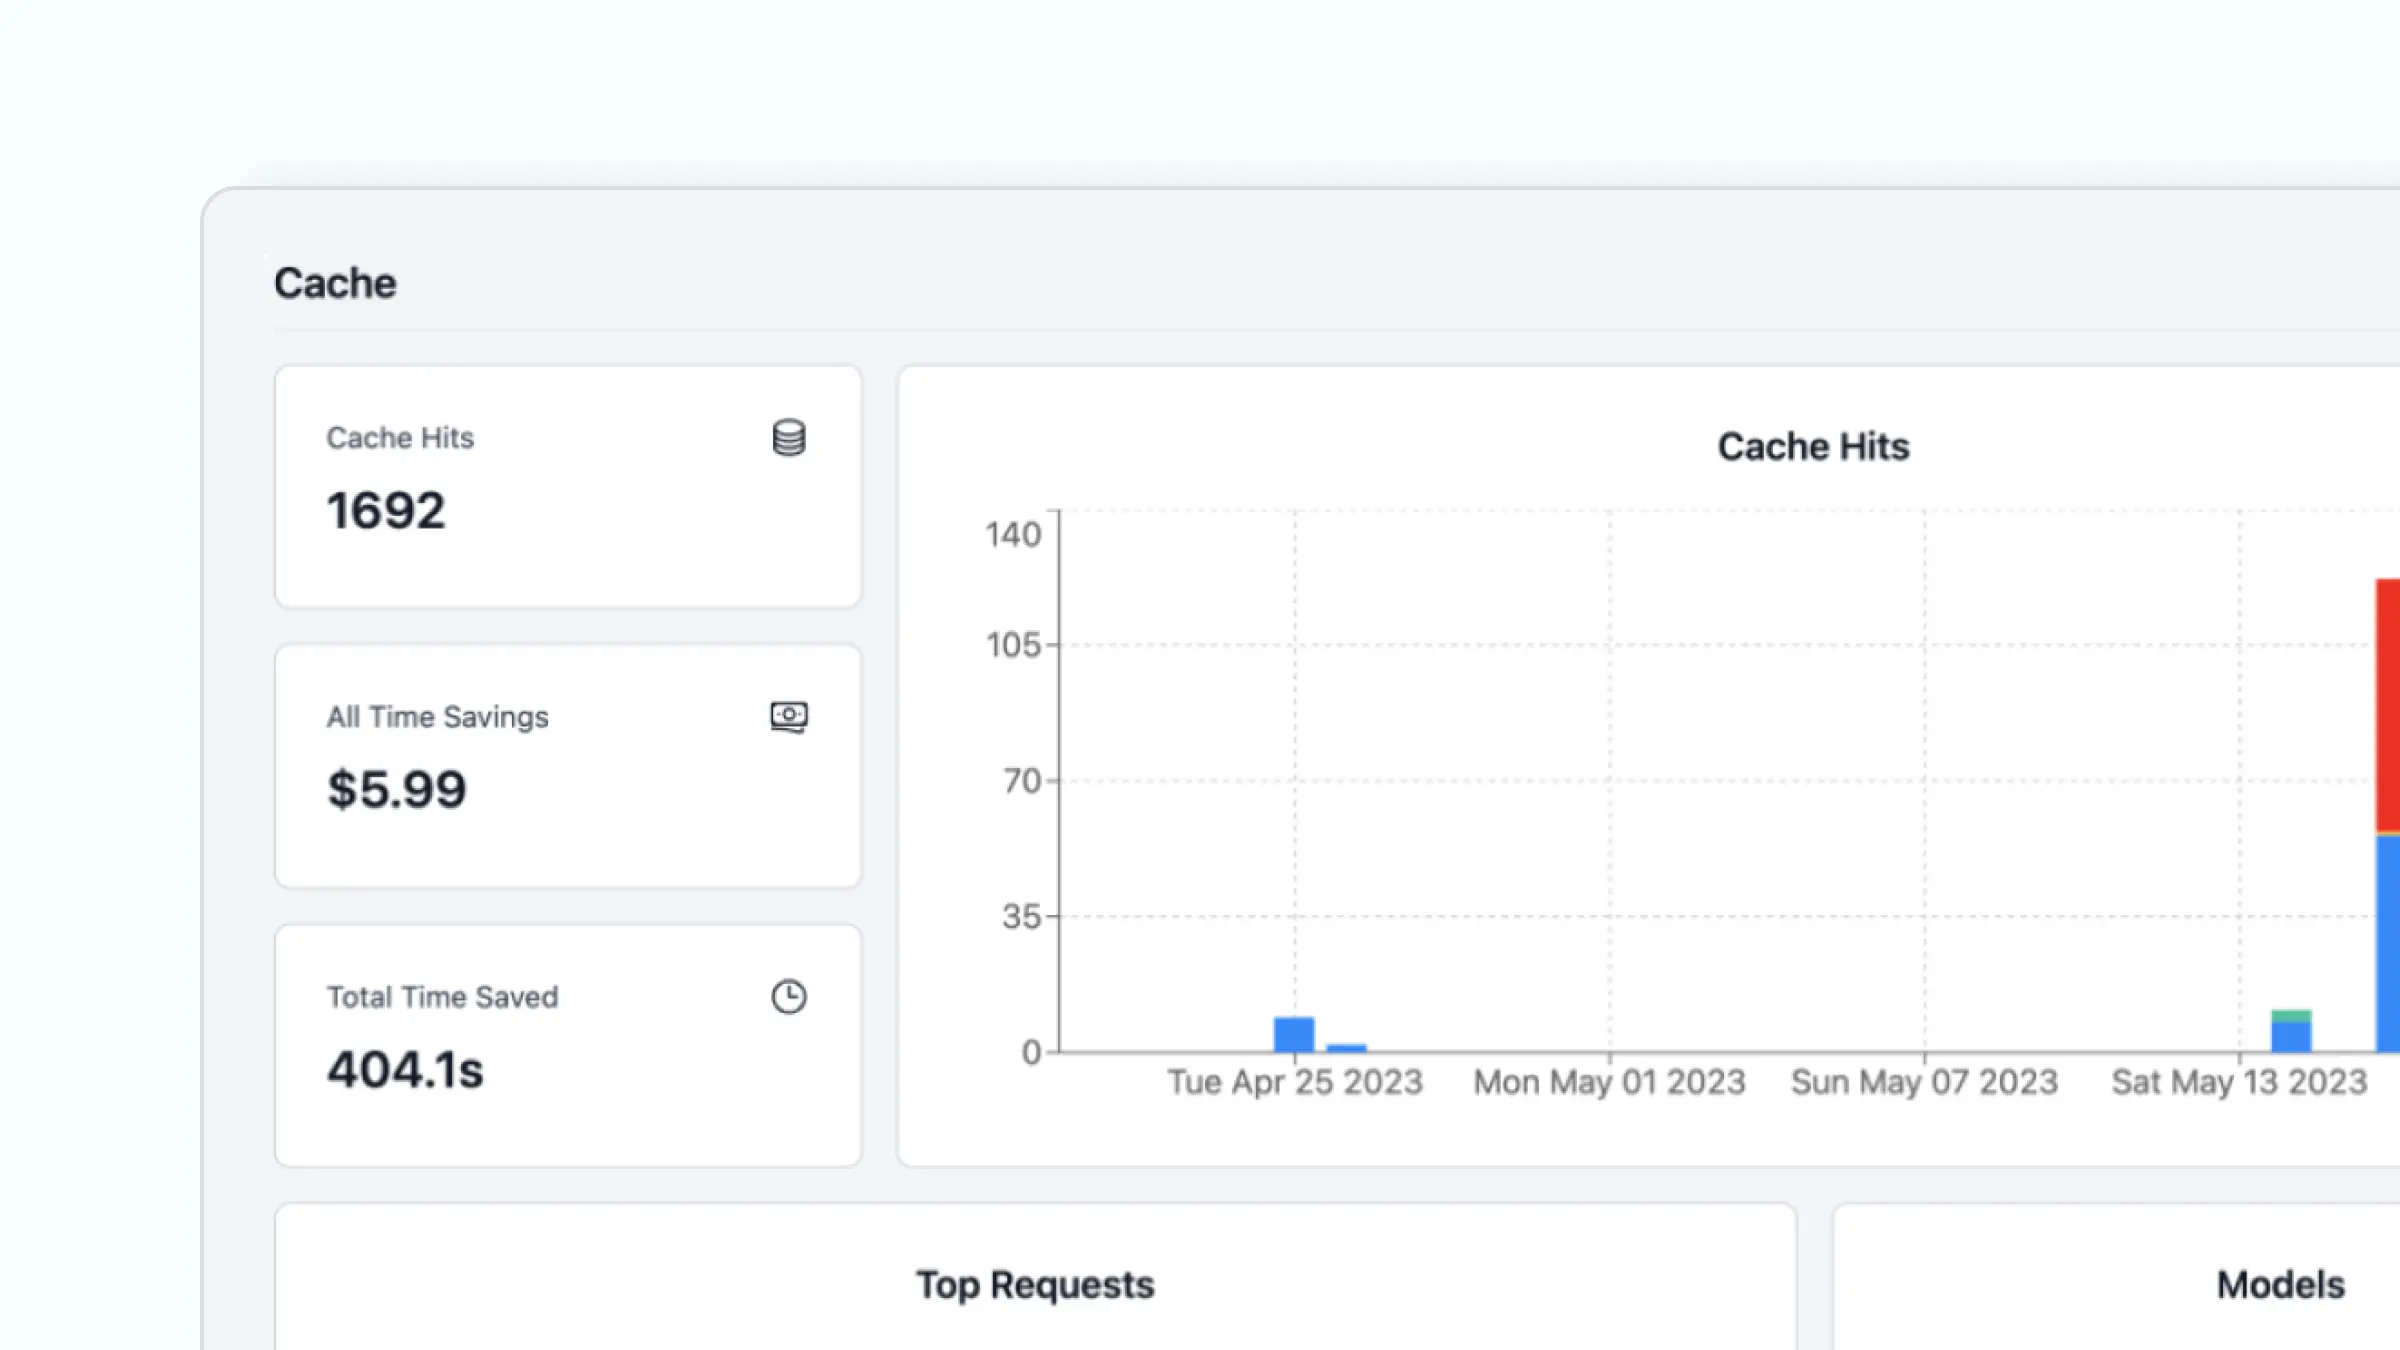 Cache
Cache Hits
1692
All Time Savings
$5.99
Total Time Saved
404.1s
Cache Hits
140
105
70
35
0
Tue Apr 25 2023 Mon May 01 2023 Sun May 07 2023 Sat May 13 2023
Top Requests
Models